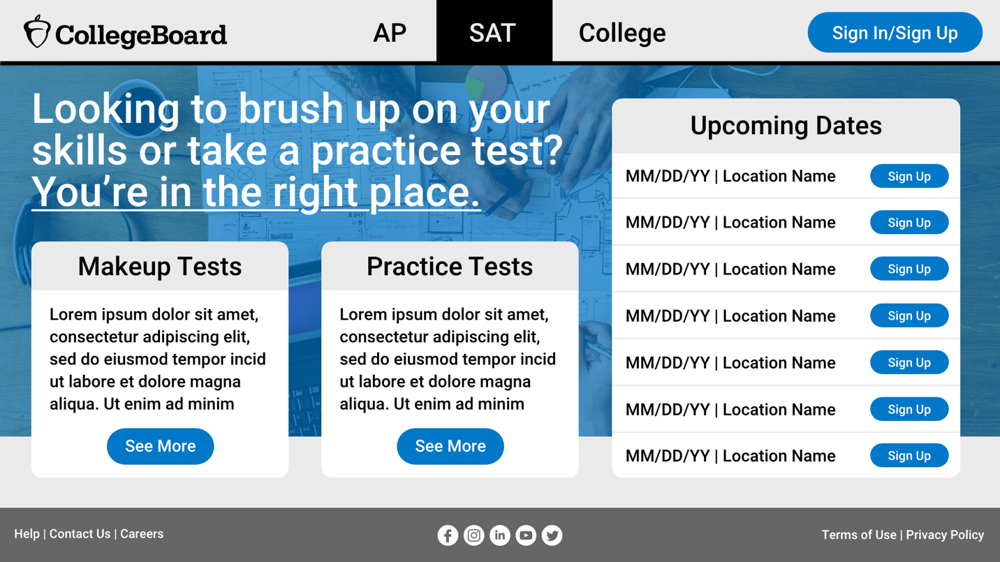 CollegeBoard
AP
SAT
College
Sign In/Sign Up
Looking to brush up on your
skills or take a practice test?
You’re in the right place.
Makeup Tests
Lorem ipsum dolor sit amet,
consectetur adipiscing elit,
sed do eiusmod tempor incid
ut labore et dolore magna
aliqua. Ut enim ad minim
See More
Practice Tests
Lorem ipsum dolor sit amet,
consectetur adipiscing elit,
sed do eiusmod tempor incid
ut labore et dolore magna
aliqua. Ut enim ad minim
See More
Upcoming Dates
MM/DD/YY | Location Name Sign Up
MM/DD/YY | Location Name Sign Up
MM/DD/YY | Location Name Sign Up
MM/DD/YY | Location Name Sign Up
MM/DD/YY | Location Name Sign Up
MM/DD/YY | Location Name Sign Up
MM/DD/YY | Location Name Sign Up
Help | Contact Us | Careers
Terms of Use | Privacy Policy